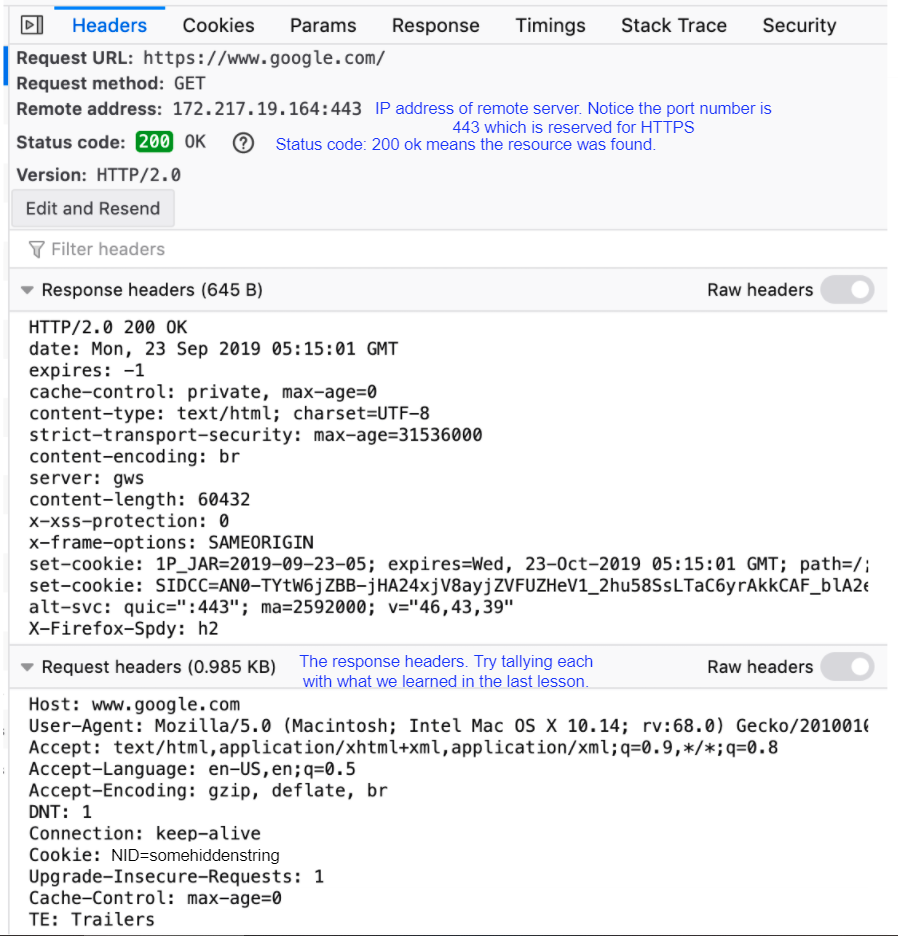 Headers Cookies Params Response Timings Stack Trace Security
Request URL: https://www.google.com/
Request method: GET
Remote address: 172.217.19.164:443 IP address of remote server. Notice the port number is
443 which is reserved for HTTPS
Status code: 200 OK ? Status code: 200 ok means the resource was found.
Version: HTTP/2.0
Edit and Resend
Filter headers
Response headers (645 B) Raw headers
HTTP/2.0 200 OK
date: Mon, 23 Sep 2019 05:15:01 GMT
expires: -1
cache-control: private, max-age=0
content-type: text/html; charset=UTF-8
strict-transport-security: max-age=31536000
content-encoding: br
server: gws
content-length: 60432
x-xss-protection: 0
x-frame-options: SAMEORIGIN
set-cookie: 1P_JAR=2019-09-23-05; expires=Wed, 23-Oct-2019 05:15:01 GMT; path=/;
set-cookie: SIDCC=AN0-TYtW6jZBB-jHA24xjV8ayjZVFUZHeV1_2hu58SsLTaC6yrAkkCAF_blA2e
alt-svc: quic=":443"; ma=2592000; v="46,43,39"
X-Firefox-Spdy: h2
Request headers (0.985 KB) The response headers. Try tallying each Raw headers
with what we learned in the last lesson.
Host: www.google.com
User-Agent: Mozilla/5.0 (Macintosh; Intel Mac OS X 10.14; rv:68.0) Gecko/2010010
Accept: text/html,application/xhtml+xml,application/xml;q=0.9,*/*;q=0.8
Accept-Language: en-US,en;q=0.5
Accept-Encoding: gzip, deflate, br
DNT: 1
Connection: keep-alive
Cookie: NID=somehiddenstring
Upgrade-Insecure-Requests: 1
Cache-Control: max-age=0
TE: Trailers